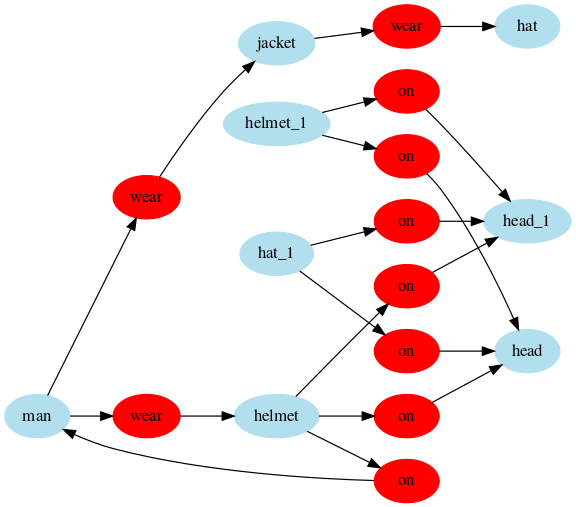 wear
hat
jacket
on
helmet_1
on
wear
on
head_1
hat_1
on
on
head
man
wear
helmet
on
on